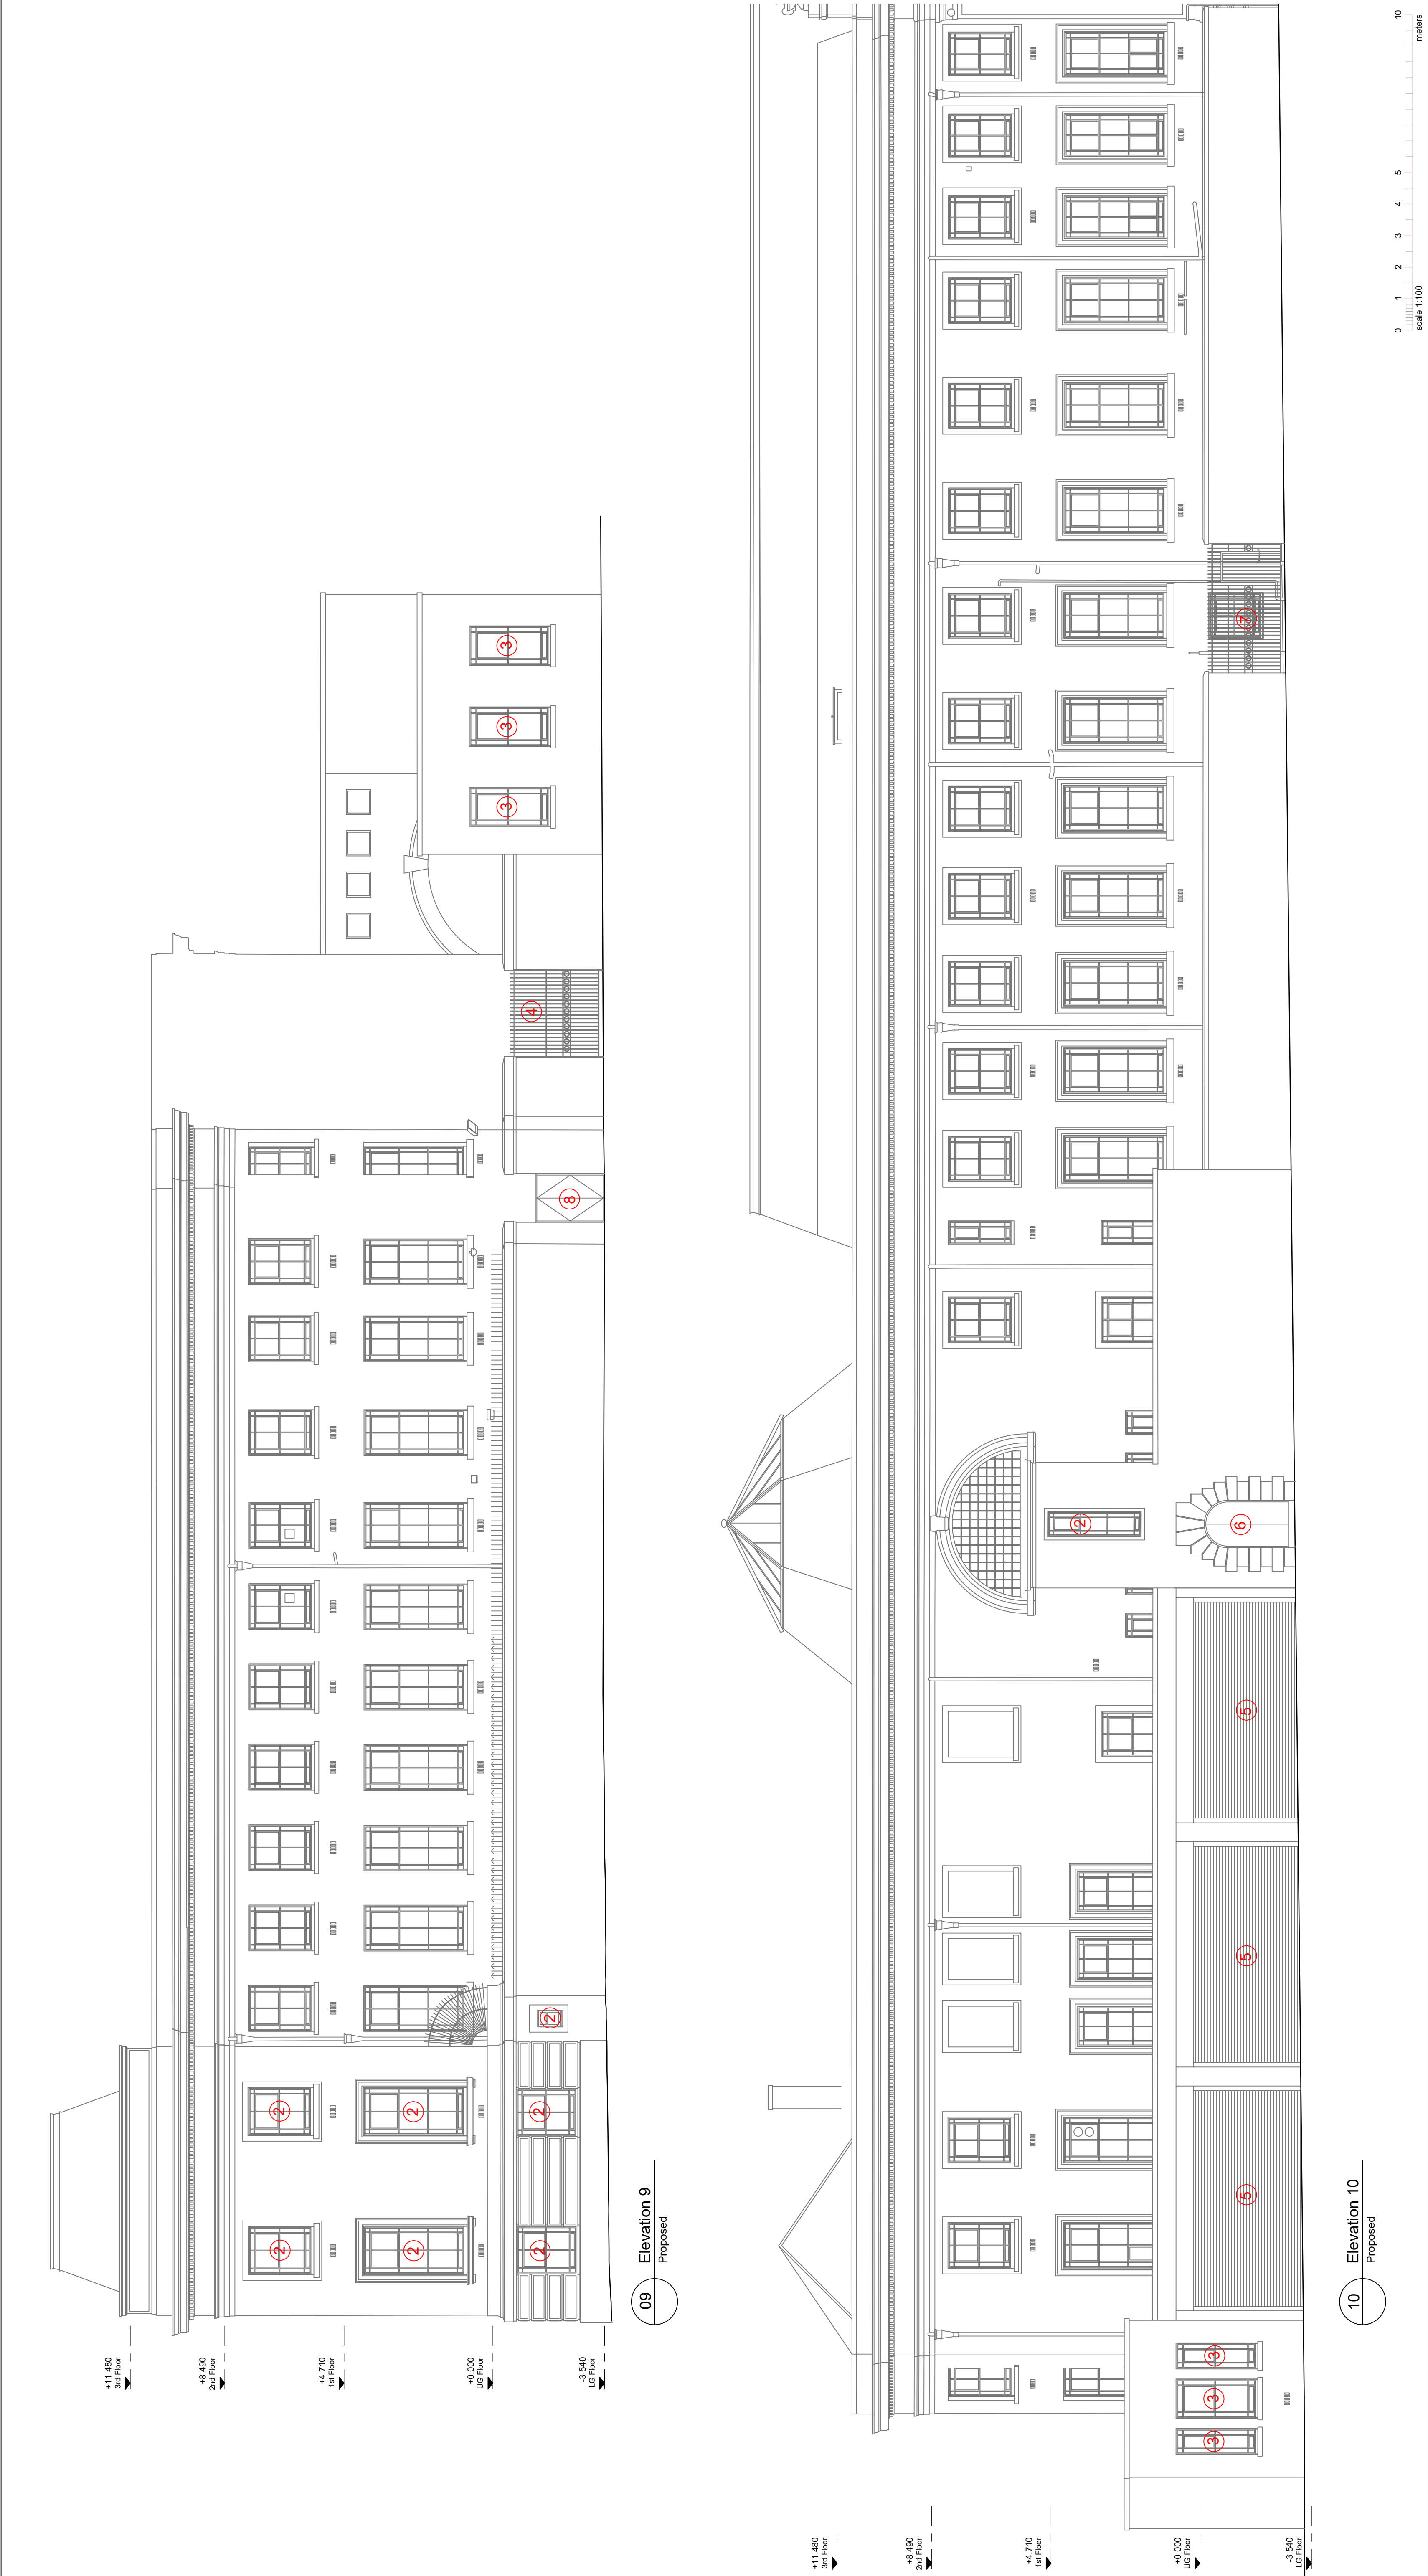 +11.480
3rd Floor
+8.490
2nd Floor
+4.710
1st Floor
+0.000
UG Floor
-3.540
LG Floor
2
2
2
2
2
2
2
8
4
3
3
3
09
Elevation 9
Proposed
+11.480
3rd Floor
+8.490
2nd Floor
+4.710
1st Floor
+0.000
UG Floor
-3.540
LG Floor
3
3
3
5
5
5
2
6
7
10
Elevation 10
Proposed
0 1 2 3 4 5 10
scale 1:100
meters